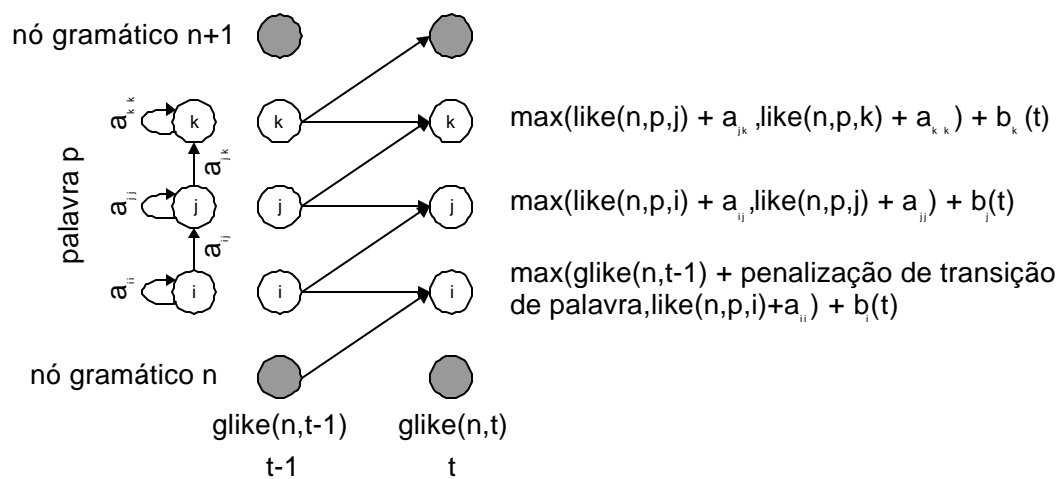 nó gramático n+1
a_kk k k k max(like(n,p,j) + a_jk ,like(n,p,k) + a_kk ) + b_k (t)
a_jk
palavra p
a_jj j j j max(like(n,p,i) + a_ij ,like(n,p,j) + a_jj ) + b_j(t)
a_ij
a_ii i i i max(glike(n,t-1) + penalização de transição
de palavra,like(n,p,i)+a_ii ) + b_i(t)
nó gramático n
glike(n,t-1) glike(n,t)
t-1 t